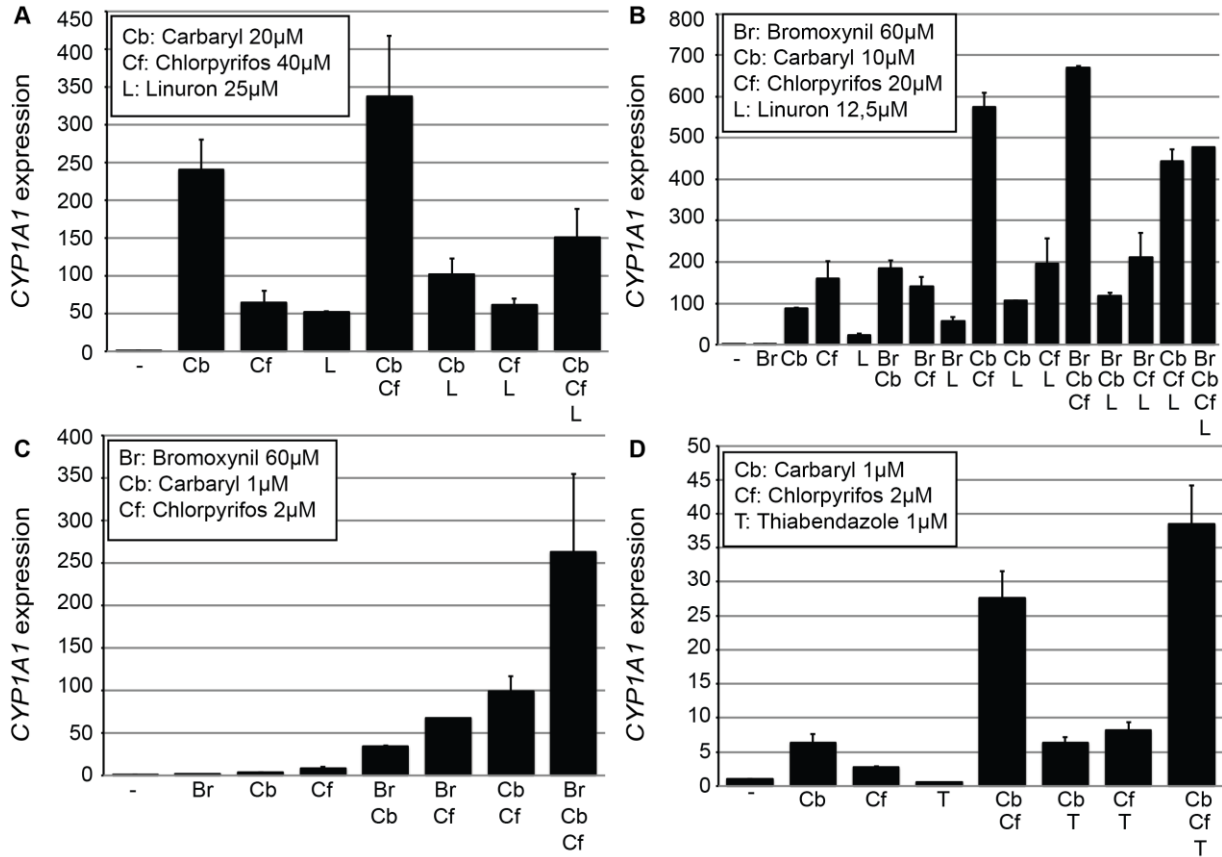 A
CYP1A1 expression
450
400
350
300
250
200
150
100
50
0
Cb: Carbaryl 20µM
Cf: Chlorpyrifos 40µM
L: Linuron 25µM
- Cb Cf L Cb Cb Cf Cb
Cf L L Cf
L
B
CYP1A1 expression
800
700
600
500
400
300
200
100
0
Br: Bromoxynil 60µM
Cb: Carbaryl 10µM
Cf: Chlorpyrifos 20µM
L: Linuron 12,5µM
- Br Cb Cf L Br Br Br Cb Cb Cf Br Br Br Cb Br
Cb Cf L Cf L L Cb Cb Cf Cf Cb
Cf L L L Cf
L
C
CYP1A1 expression
400
350
300
250
200
150
100
50
0
Br: Bromoxynil 60µM
Cb: Carbaryl 1µM
Cf: Chlorpyrifos 2µM
- Br Cb Cf Br Br Cb Br
Cb Cf Cf Cb
Cf
D
CYP1A1 expression
50
45
40
35
30
25
20
15
10
5
0
Cb: Carbaryl 1µM
Cf: Chlorpyrifos 2µM
T: Thiabendazole 1µM
- Cb Cf T Cb Cb Cf Cb
Cf T T Cf
T